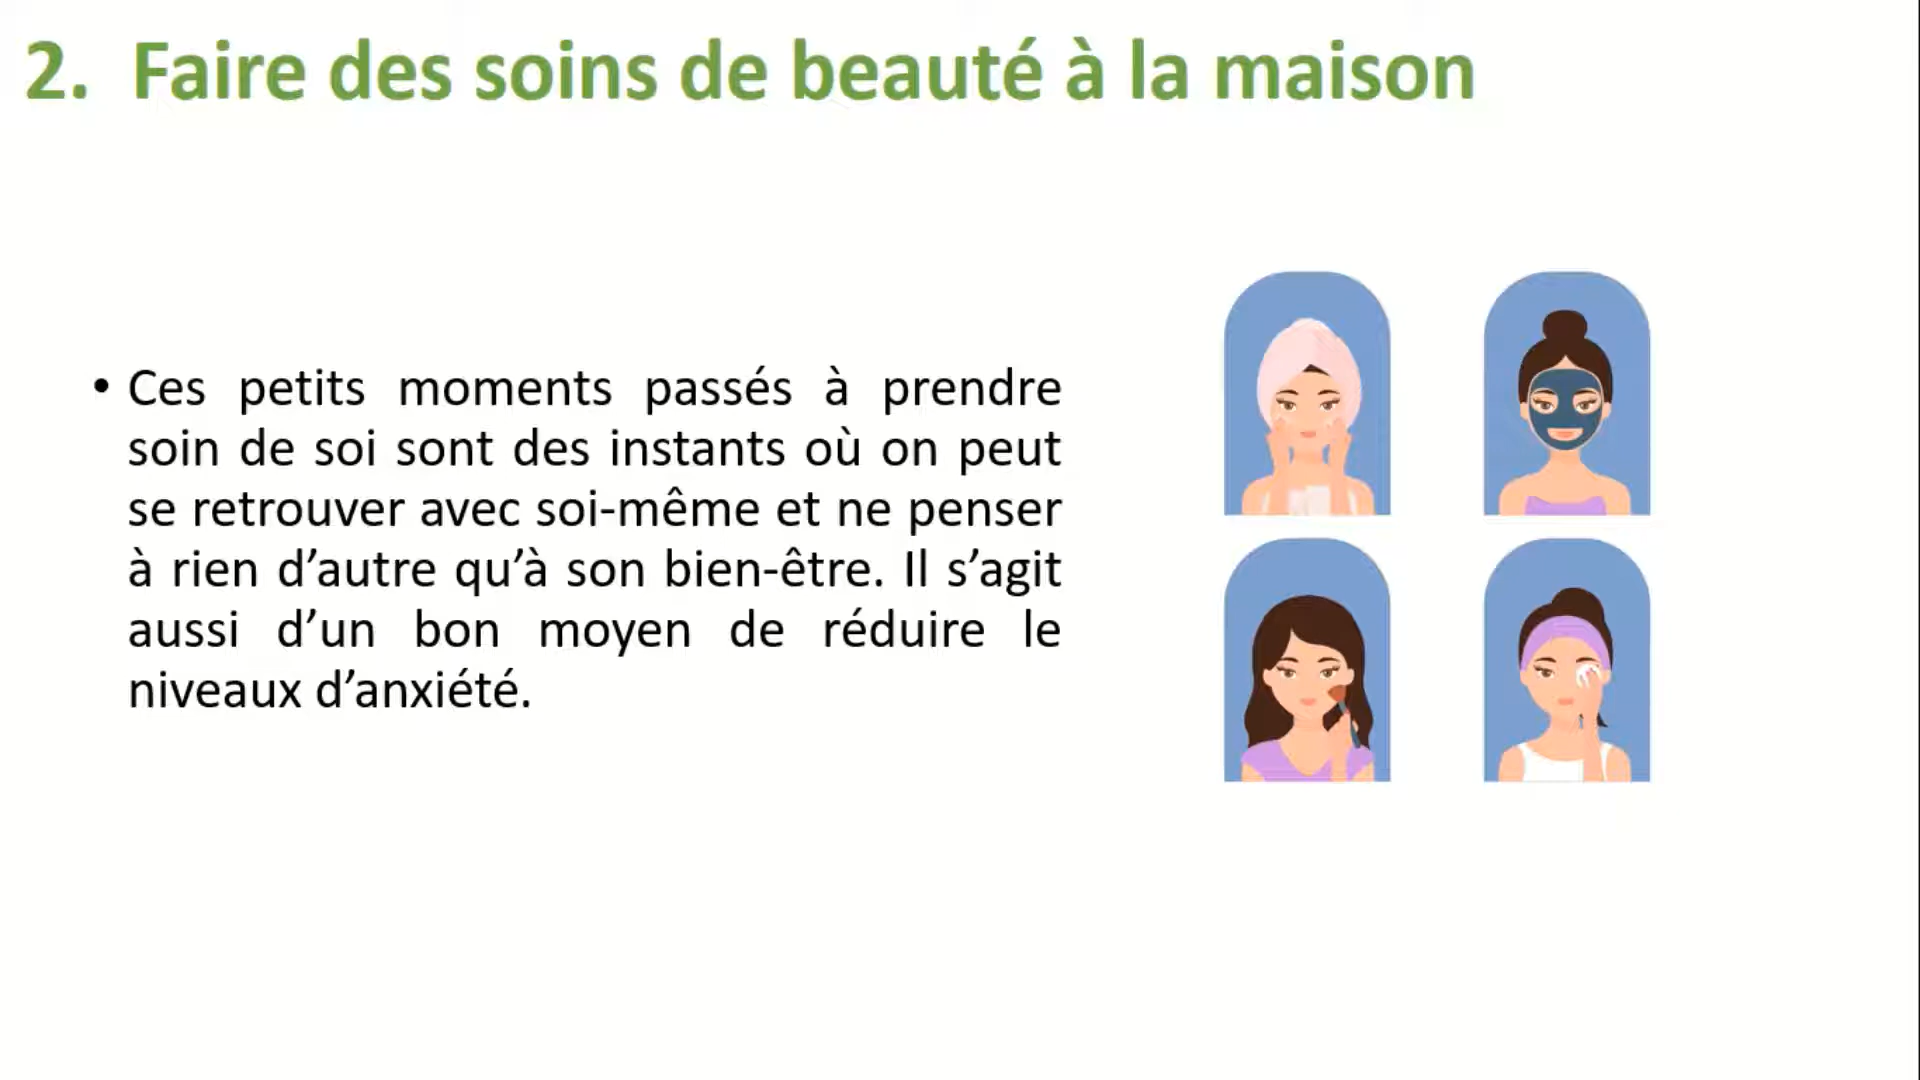 2. Faire des soins de beauté à la maison
• Ces petits moments passés à prendre
soin de soi sont des instants où on peut
se retrouver avec soi-même et ne penser
à rien d’autre qu’à son bien-être. Il s’agit
aussi d’un bon moyen de réduire le
niveaux d’anxiété.